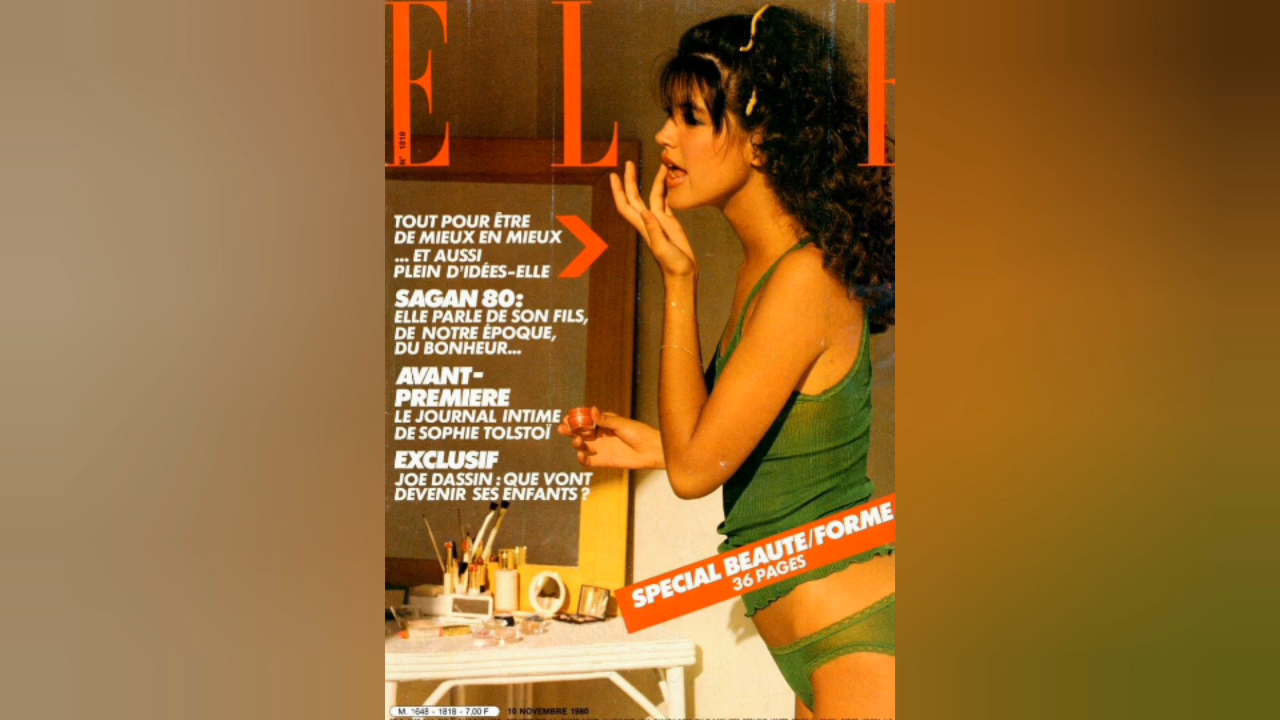 ELLE
N° 1818
TOUT POUR ÊTRE
DE MIEUX EN MIEUX
... ET AUSSI
PLEIN D'IDÉES-ELLE
SAGAN 80:
ELLE PARLE DE SON FILS,
DE NOTRE ÉPOQUE,
DU BONHEUR...
AVANT-
PREMIERE
LE JOURNAL INTIME
DE SOPHIE TOLSTOÏ
EXCLUSIF
JOE DASSIN : QUE VONT
DEVENIR SES ENFANTS ?
SPECIAL BEAUTE/FORME
36 PAGES
M. 1648 - 1818 - 7,00 F
10 NOVEMBRE 1980